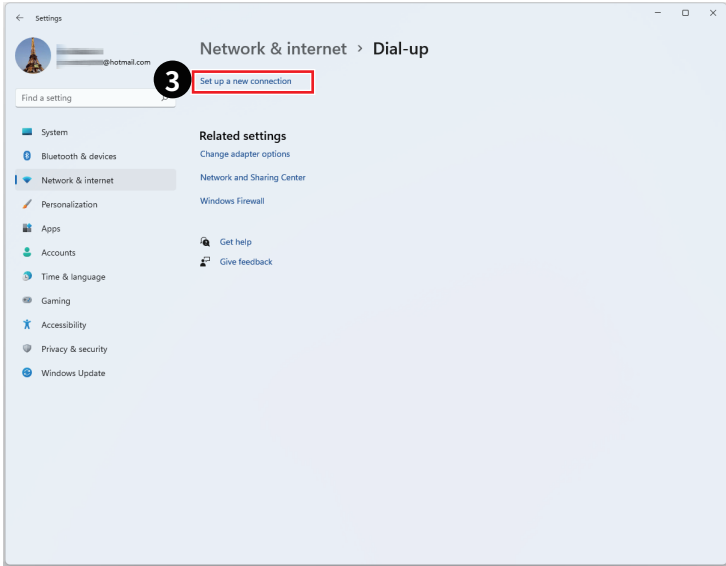 Settings
@hotmail.com
Find a setting
System
Bluetooth & devices
Network & internet
Personalization
Apps
Accounts
Time & language
Gaming
Accessibility
Privacy & security
Windows Update
Network & internet > Dial-up
3
Set up a new connection
Related settings
Change adapter options
Network and Sharing Center
Windows Firewall
Get help
Give feedback